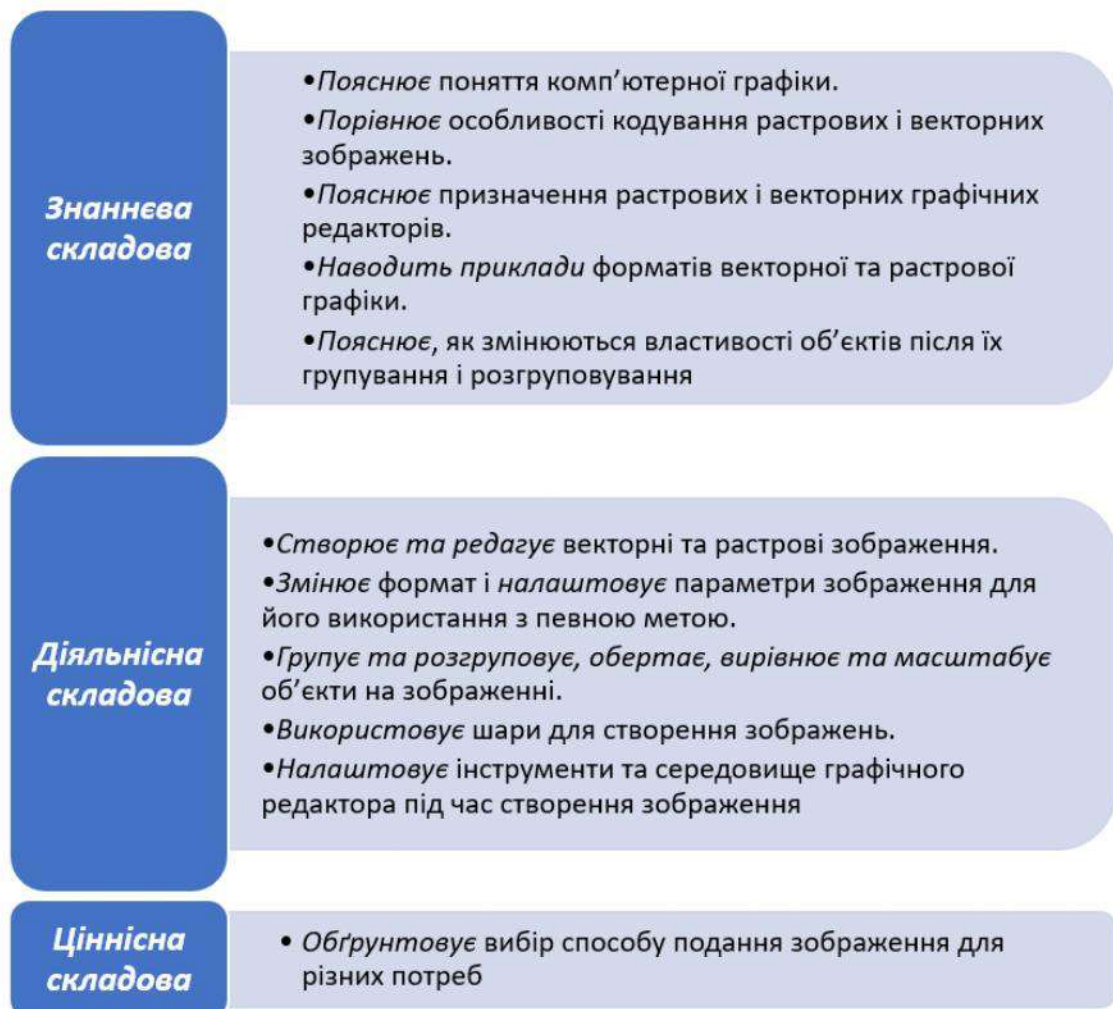 Знаннєва
складова
•Пояснює поняття комп’ютерної графіки.
•Порівнює особливості кодування растрових і векторних
зображень.
•Пояснює призначення растрових і векторних графічних
редакторів.
•Наводить приклади форматів векторної та растрової
графіки.
•Пояснює, як змінюються властивості об’єктів після їх
групування і розгруповування
Діяльнісна
складова
•Створює та редагує векторні та растрові зображення.
•Змінює формат і налаштовує параметри зображення для
його використання з певною метою.
•Групує та розгруповує, обертає, вирівнює та масштабує
об’єкти на зображенні.
•Використовує шари для створення зображень.
•Налаштовує інструменти та середовище графічного
редактора під час створення зображення
Ціннісна
складова
• Обґрунтовує вибір способу подання зображення для
різних потреб